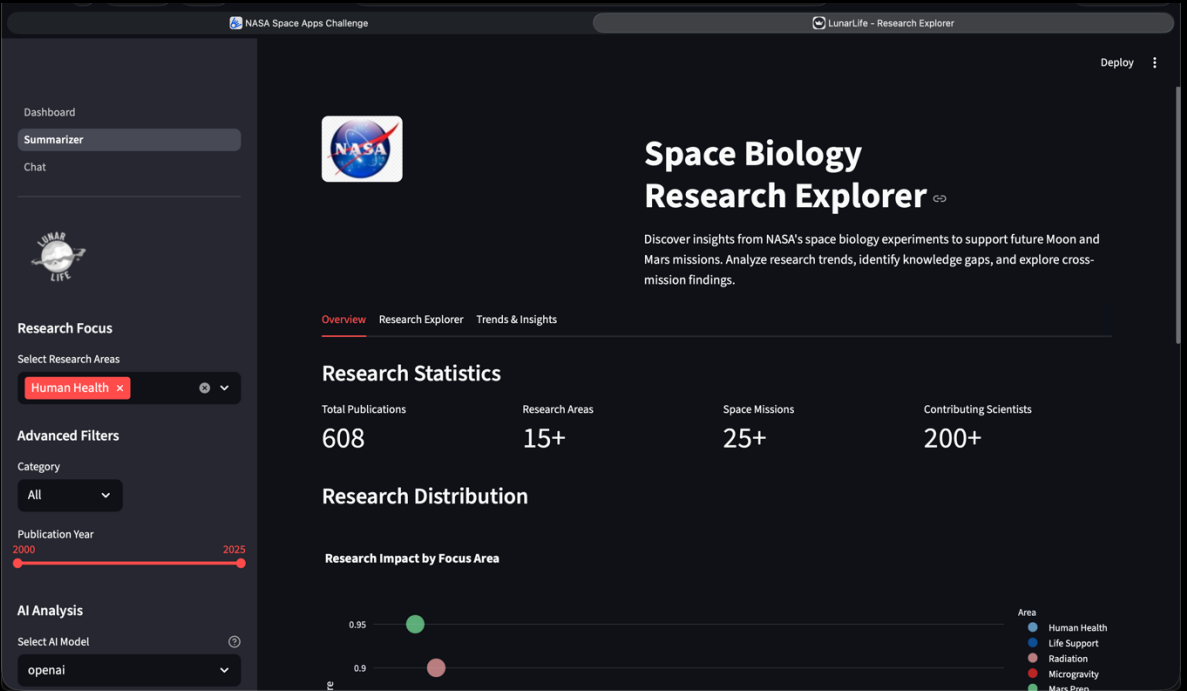 NASA Space Apps Challenge
LunarLife - Research Explorer
Deploy
Dashboard
Summarizer
Chat
LUNAR
LIFE
Research Focus
Select Research Areas
Human Health ×
Advanced Filters
Category
All
Publication Year
2000 2025
AI Analysis
Select AI Model
openai
NASA
Space Biology
Research Explorer
Discover insights from NASA's space biology experiments to support future Moon and
Mars missions. Analyze research trends, identify knowledge gaps, and explore cross-
mission findings.
Overview Research Explorer Trends & Insights
Research Statistics
Total Publications Research Areas Space Missions Contributing Scientists
608 15+ 25+ 200+
Research Distribution
Research Impact by Focus Area
0.95
0.9
Area
Human Health
Life Support
Radiation
Microgravity
Mars Prep